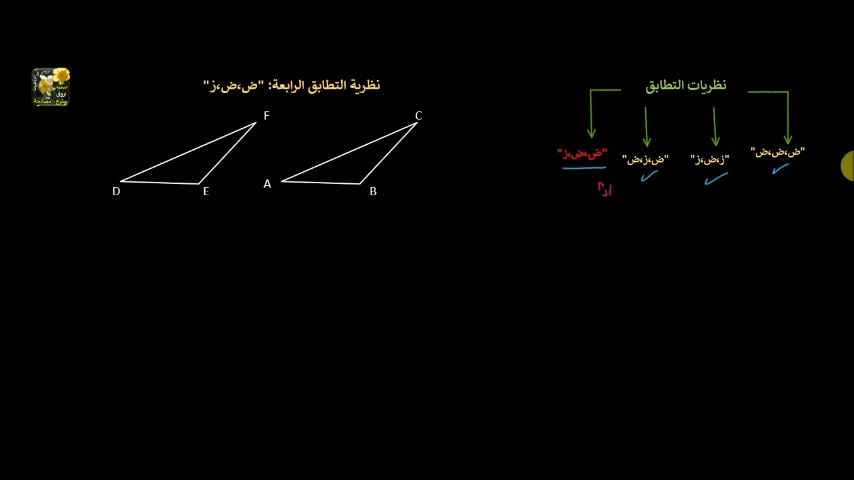 نظريات التطابق
نظرية التطابق الرابعة: "ض،ض،ز"
"ض،ض،ض"
"ز،ض،ز"
"ض،ز،ض"
"ض،ض،ز"
F
C
D
E
A
B